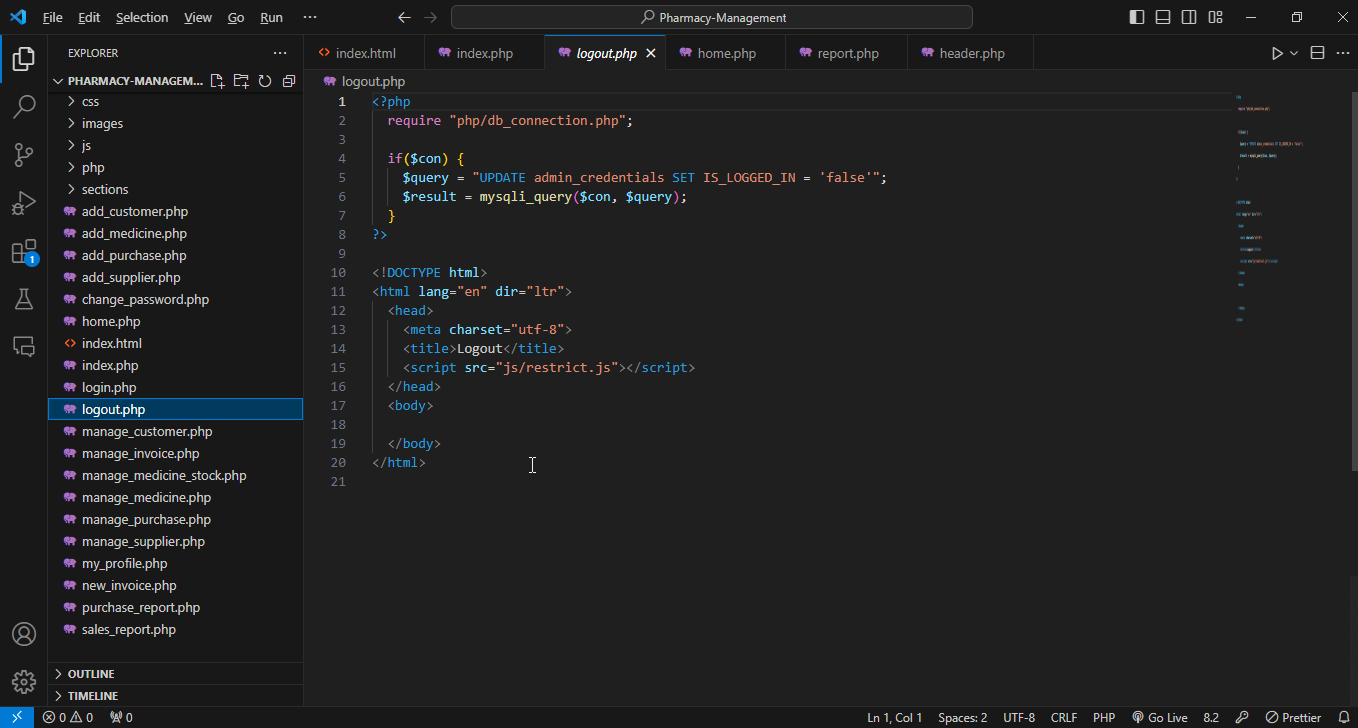 File Edit Selection View Go Run ··· Pharmacy-Management
EXPLORER
PHARMACY-MANAGEM...
css
images
js
php
sections
add_customer.php
add_medicine.php
add_purchase.php
add_supplier.php
change_password.php
home.php
index.html
index.php
login.php
logout.php
manage_customer.php
manage_invoice.php
manage_medicine_stock.php
manage_medicine.php
manage_purchase.php
manage_supplier.php
my_profile.php
new_invoice.php
purchase_report.php
sales_report.php
OUTLINE
TIMELINE
index.html index.php logout.php home.php report.php header.php
logout.php
1 <?php
2 require "php/db_connection.php";
3
4 if($con) {
5 $query = "UPDATE admin_credentials SET IS_LOGGED_IN = 'false'";
6 $result = mysqli_query($con, $query);
7 }
8 ?>
9
10 <!DOCTYPE html>
11 <html lang="en" dir="ltr">
12 <head>
13 <meta charset="utf-8">
14 <title>Logout</title>
15 <script src="js/restrict.js"></script>
16 </head>
17 <body>
18
19 </body>
20 </html>
21
1
0 0 0 Ln 1, Col 1 Spaces: 2 UTF-8 CRLF PHP Go Live 8.2 Prettier